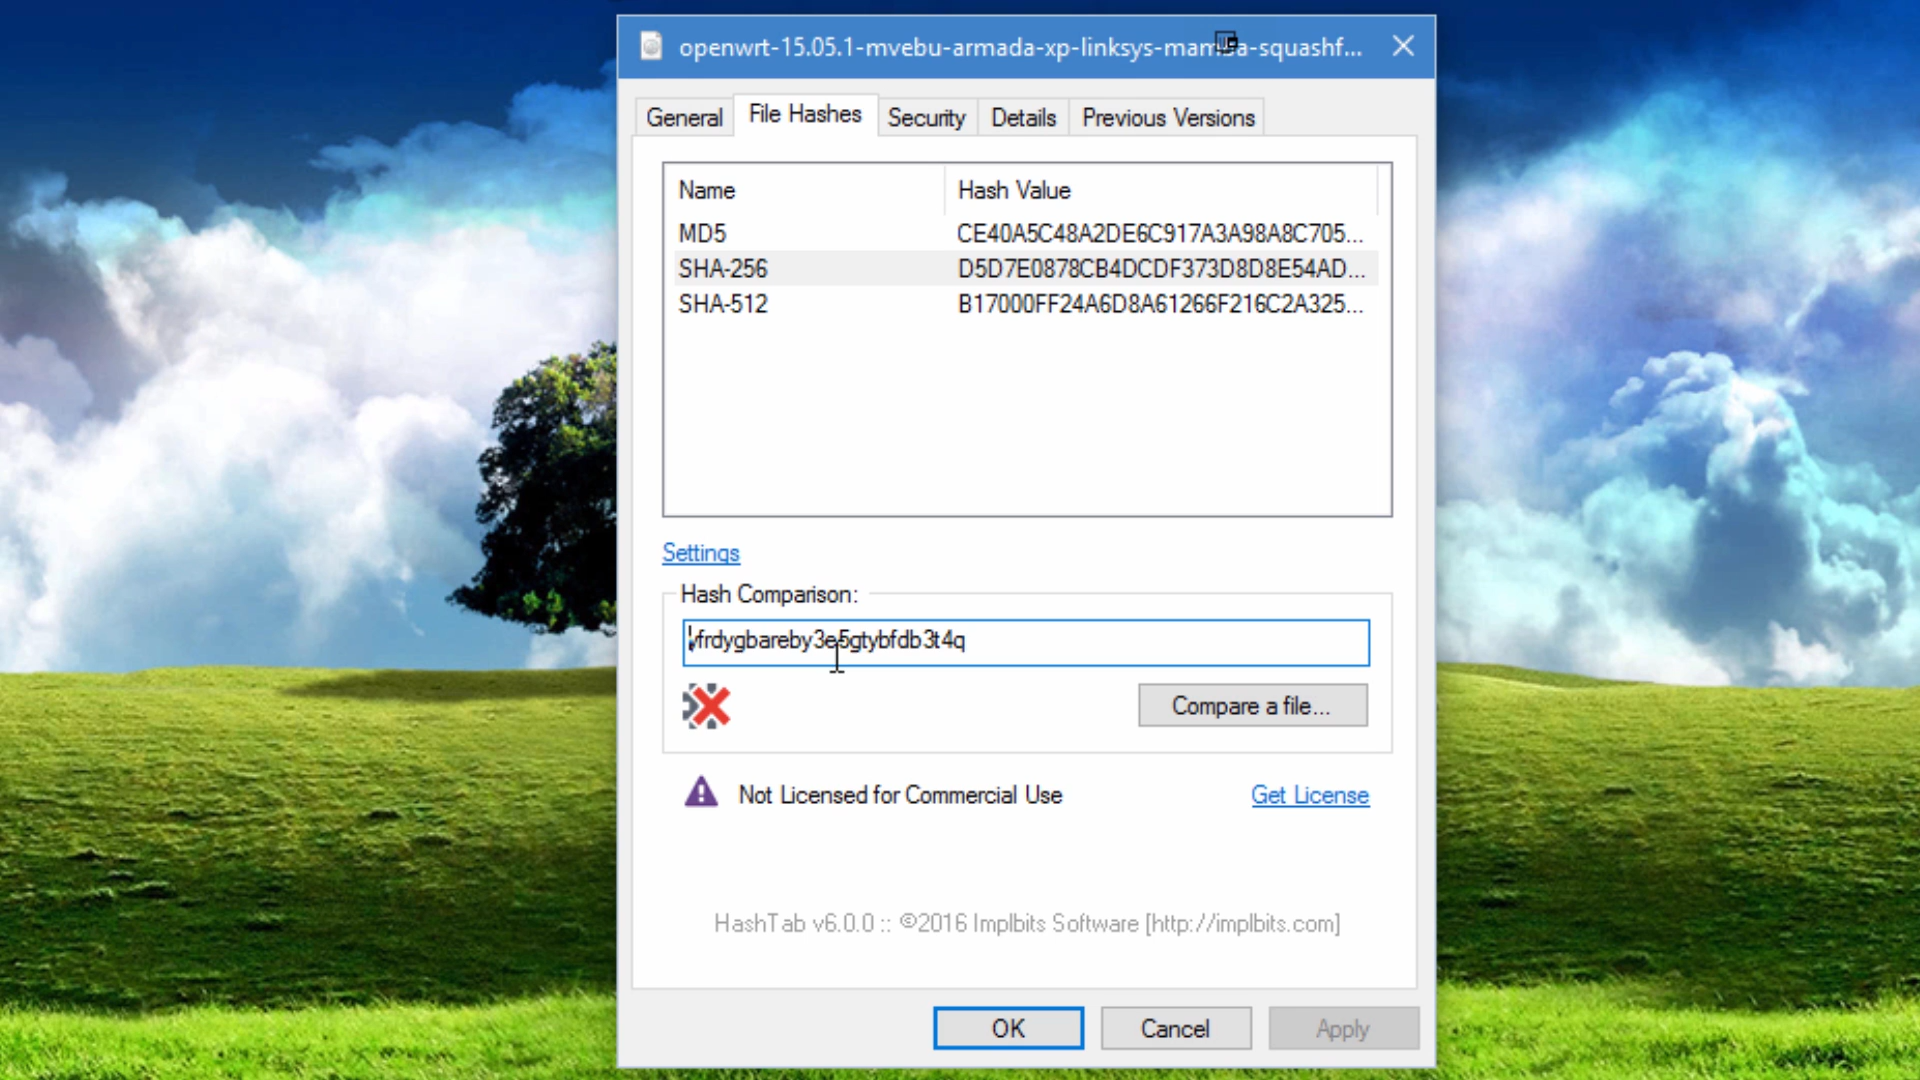 openwrt-15.05.1-mvebu-armada-xp-linksys-mamba-squashf...
General File Hashes Security Details Previous Versions
Name Hash Value
MD5 CE40A5C48A2DE6C917A3A98A8C705...
SHA-256 D5D7E0878CB4DCDF373D8D8E54AD...
SHA-512 B17000FF24A6D8A61266F216C2A325...
Settings
Hash Comparison:
vfrdygbareby3e5gtybfdb3t4q
Compare a file...
Not Licensed for Commercial Use Get License
HashTab v6.0.0 :: ©2016 Implbits Software [http://implbits.com]
OK Cancel Apply